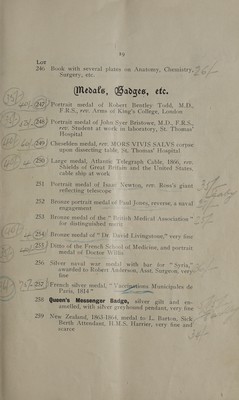 29
Lot
246 Book with several plates on Anatomy, Chemistry,
Surgery, etc.
Medals, Badges, etc.
247 Portrait medal of Robert Bentley Todd, M.D.,
F.R.S., rev. Arms of King's College, London
248 Portrait medal of John Syer Bristowe, M.D., F.R.S.,
rev. Student at work in laboratory, St. Thomas'
Hospital
249 Cheselden medal, rev. MORS VIVIS SALVS corpse
upon dissecting table, St. Thomas' Hospital
250 Large medal, Atlantic Telegraph Cable, 1866, rev.
Shields of Great Britain and the United States,
cable ship at work
251 Portrait medal of Isaac Newton, rev. Rose's giant
reflecting telescope
252 Bronze portrait medal of Paul Jones, reverse, a naval
engagement
253 Bronze medal of the " British Medical Association "
for distinguished merit
254 Bronze medal of " Dr. David Livingstone," very fine
255 Ditto of the French School of Medicine, and portrait
medal of Doctor Willis
256 Silver naval war medal with bar for " Syria,"
awarded to Robert Anderson, Asst. Surgeon, very
fine
257 French silver medal, " Vaccinations Municipales de
Paris, 1914 "
258 Queen's Messenger Badge, silver gilt and en-
amelled, with silver greyhound pendant, very fine
259 New Zealand, 1863-1864, medal to L. Barton, Sick
Berth Attendant, H.M.S. Harrier, very fine and
scarce